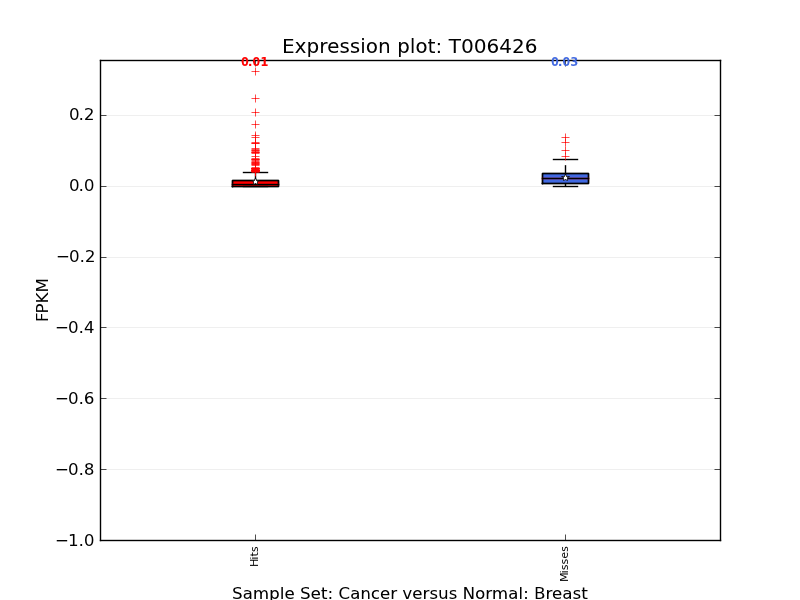 Expression plot: T006426
0.01
0.03
0.2
0.0
−0.2
−0.4
−0.6
−0.8
−1.0
FPKM
Hits
Misses
Sample Set: Cancer versus Normal: Breast